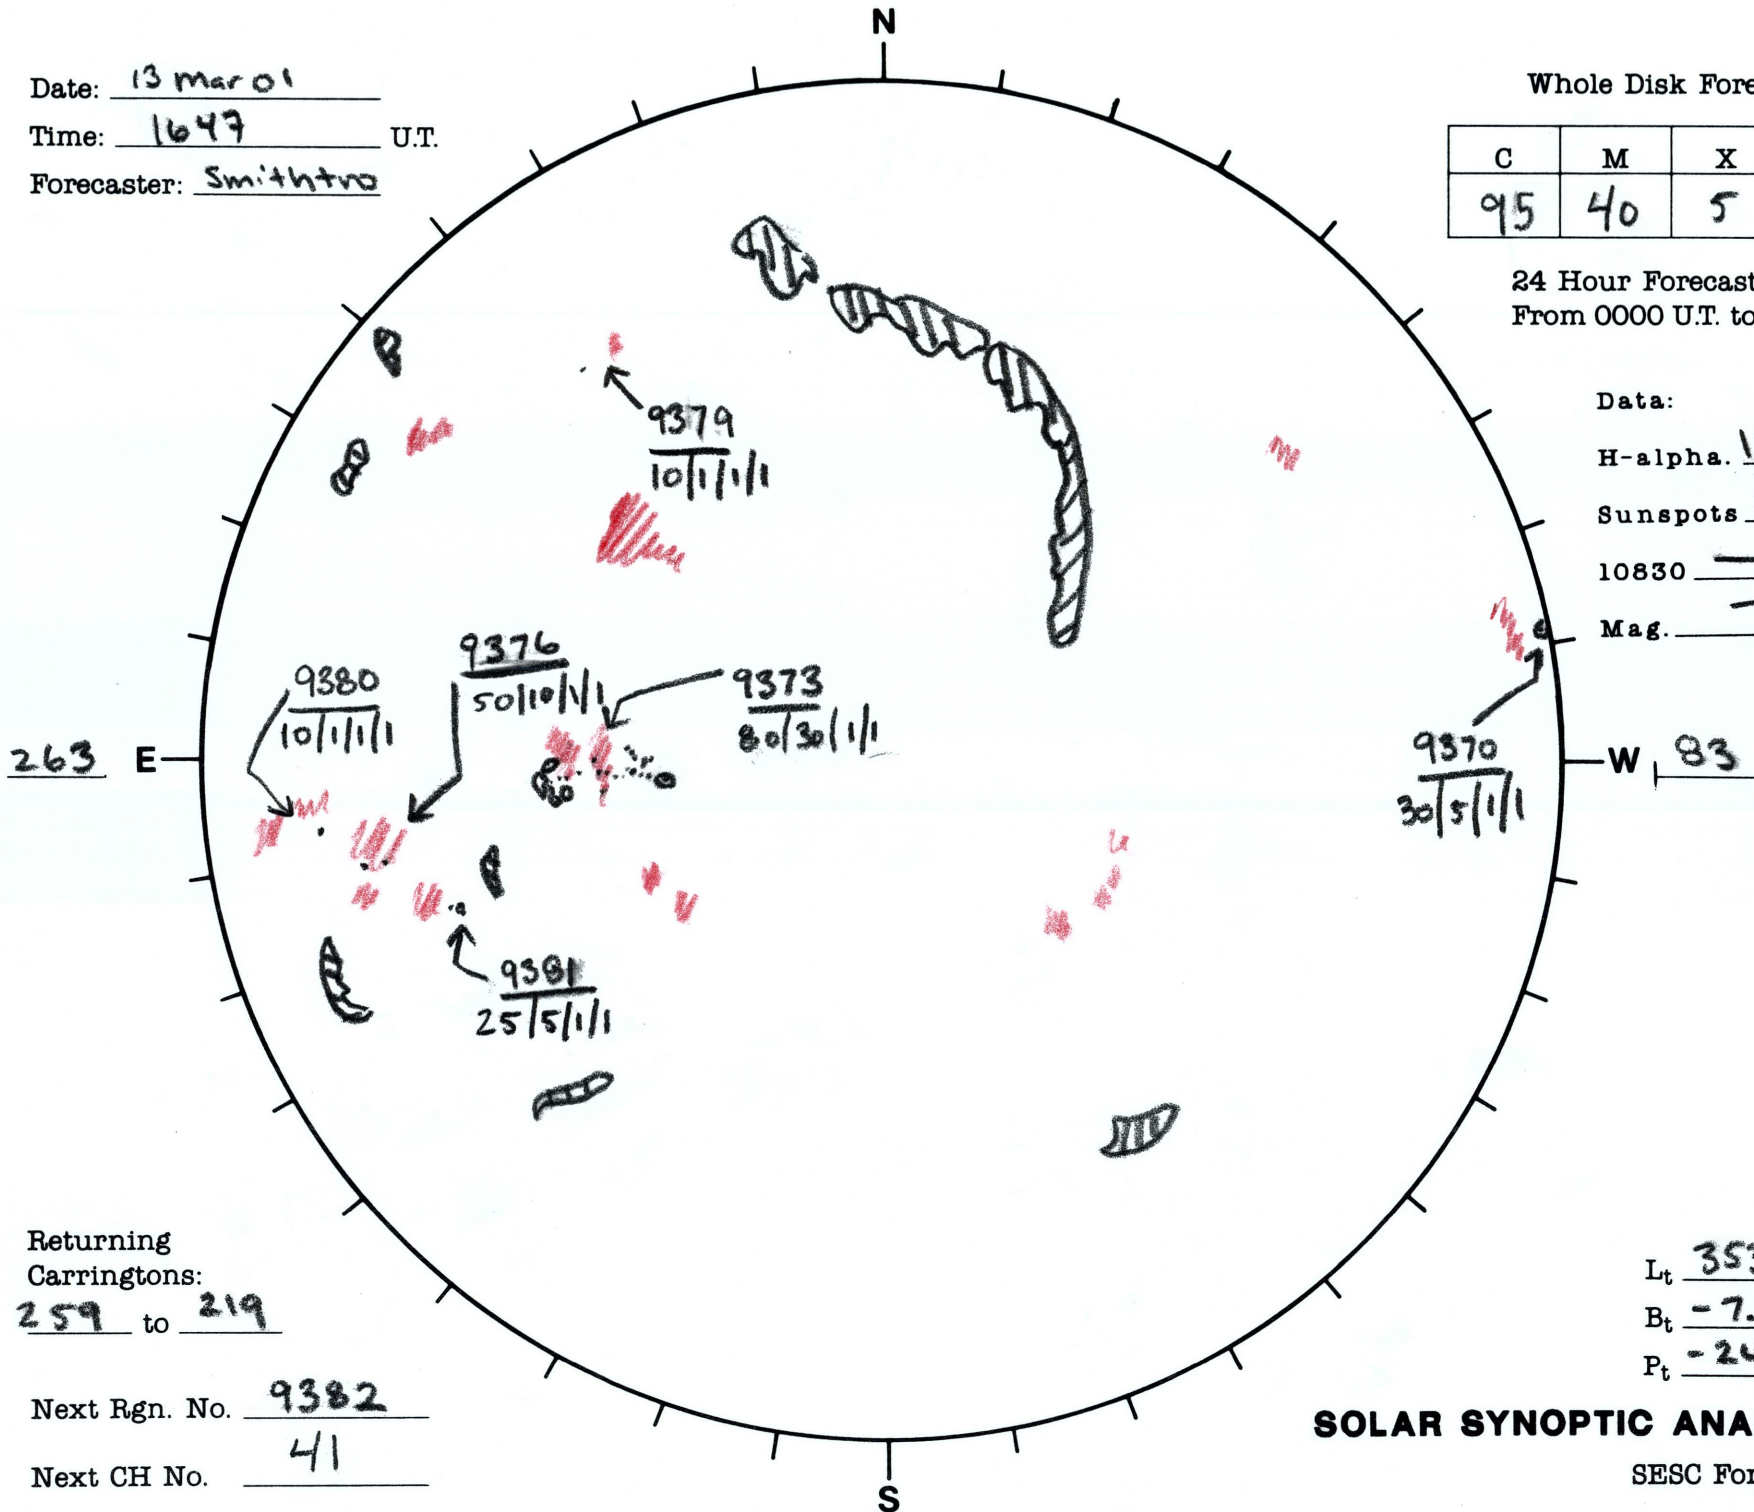 N
Date: 13 Mar 01
Time: 1647 U.T.
Forecaster: Smithtro
Whole Disk Fore
C M X
95 40 5
24 Hour Forecast
From 0000 U.T. to
Data:
H-alpha. 1
Sunspots
10830
Mag.
9379
10/1/1/1
9380
10/1/1/1
9376
50/10/1/1
9373
80/30/1/1
263 E
W 83
9370
30/5/1/1
9381
25/5/1/1
Returning
Carringtons:
259 to 219
Next Rgn. No. 9382
Next CH No. 41
Lt 353
Bt -7.
Pt -24
SOLAR SYNOPTIC ANA
SESC For
S